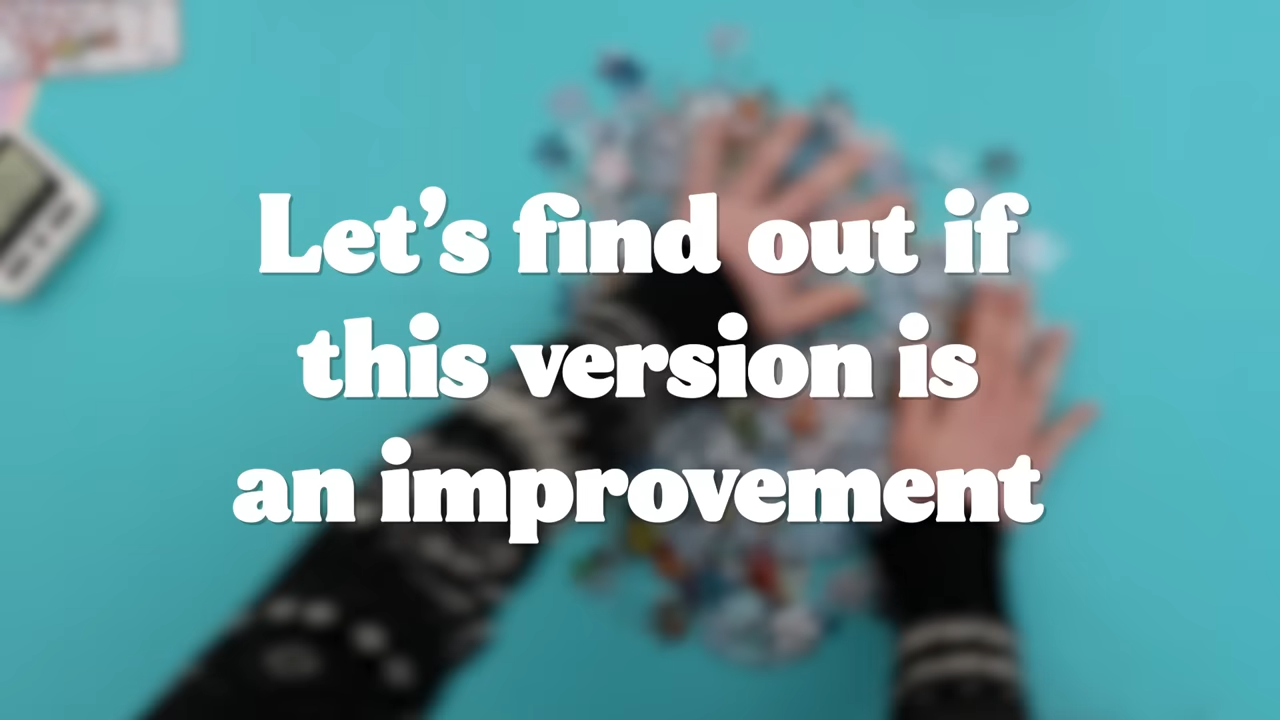 Let's find out if
this version is
an improvement